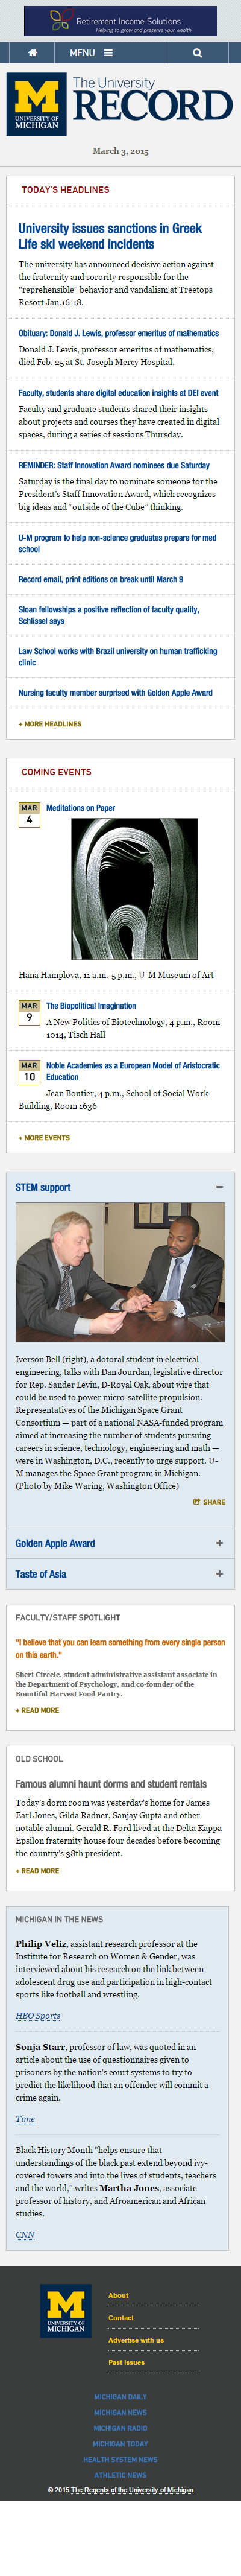 Retirement Income Solutions
Helping to grow and preserve your wealth
MENU
M
UNIVERSITY OF
MICHIGAN
The University
RECORD
March 3, 2015
TODAY'S HEADLINES
University issues sanctions in Greek
Life ski weekend incidents
The university has announced decisive action against
the fraternity and sorority responsible for the
"reprehensible" behavior and vandalism at Treetops
Resort Jan.16-18.
Obituary: Donald J. Lewis, professor emeritus of mathematics
Donald J. Lewis, professor emeritus of mathematics,
died Feb. 25 at St. Joseph Mercy Hospital.
Faculty, students share digital education insights at DEI event
Faculty and graduate students shared their insights
about projects and courses they have created in digital
spaces, during a series of sessions Thursday.
REMINDER: Staff Innovation Award nominees due Saturday
Saturday is the final day to nominate someone for the
President's Staff Innovation Award, which recognizes
big ideas and "outside of the Cube" thinking.
U-M program to help non-science graduates prepare for med
school
Record email, print editions on break until March 9
Sloan fellowships a positive reflection of faculty quality,
Schlissel says
Law School works with Brazil university on human trafficking
clinic
Nursing faculty member surprised with Golden Apple Award
+ MORE HEADLINES
COMING EVENTS
MAR
4
Meditations on Paper
Hana Hamplova, 11 a.m.-5 p.m., U-M Museum of Art
MAR
9
The Biopolitical Imagination
A New Politics of Biotechnology, 4 p.m., Room
1014, Tisch Hall
MAR
10
Noble Academies as a European Model of Aristocratic
Education
Jean Boutier, 4 p.m., School of Social Work
Building, Room 1636
+ MORE EVENTS
STEM support
Iverson Bell (right), a dotoral student in electrical
engineering, talks with Dan Jourdan, legislative director
for Rep. Sander Levin, D-Royal Oak, about wire that
could be used to power micro-satellite propulsion.
Representatives of the Michigan Space Grant
Consortium — part of a national NASA-funded program
aimed at increasing the number of students pursuing
careers in science, technology, engineering and math —
were in Washington, D.C., recently to urge support. U-
M manages the Space Grant program in Michigan.
(Photo by Mike Waring, Washington Office)
SHARE
Golden Apple Award
Taste of Asia
FACULTY/STAFF SPOTLIGHT
"I believe that you can learn something from every single person
on this earth."
Sheri Circele, student administrative assistant associate in
the Department of Psychology, and co-founder of the
Bountiful Harvest Food Pantry.
+ READ MORE
OLD SCHOOL
Famous alumni haunt dorms and student rentals
Today's dorm room was yesterday's home for James
Earl Jones, Gilda Radner, Sanjay Gupta and other
notable alumni. Gerald R. Ford lived at the Delta Kappa
Epsilon fraternity house four decades before becoming
the country's 38th president.
+ READ MORE
MICHIGAN IN THE NEWS
Philip Veliz, assistant research professor at the
Institute for Research on Women & Gender, was
interviewed about his research on the link between
adolescent drug use and participation in high-contact
sports like football and wrestling.
HBO Sports
Sonja Starr, professor of law, was quoted in an
article about the use of questionnaires given to
prisoners by the nation's court systems to try to
predict the likelihood that an offender will commit a
crime again.
Time
Black History Month "helps ensure that
understandings of the black past extend beyond ivy-
covered towers and into the lives of students, teachers
and the world," writes Martha Jones, associate
professor of history, and Afroamerican and African
studies.
CNN
M
UNIVERSITY OF
MICHIGAN
About
Contact
Advertise with us
Past issues
MICHIGAN DAILY
MICHIGAN NEWS
MICHIGAN RADIO
MICHIGAN TODAY
HEALTH SYSTEM NEWS
ATHLETIC NEWS
© 2015 The Regents of the University of Michigan